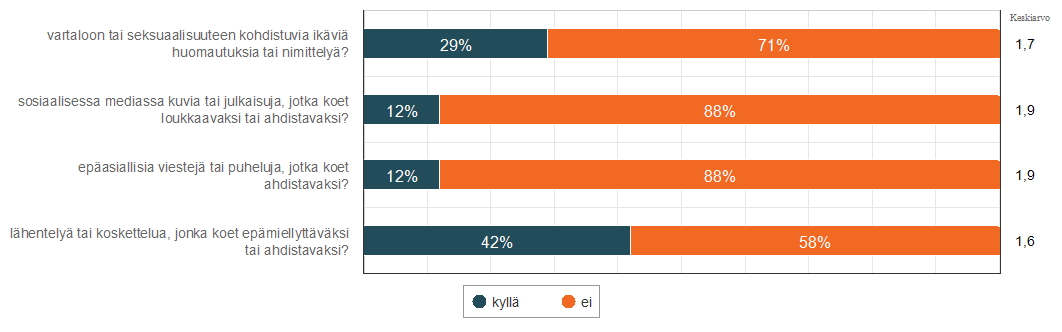 Keskiarvo
vartaloon tai seksuaalisuuteen kohdistuvia ikäviä
huomautuksia tai nimittelyä?
29%
71%
1,7
sosiaalisessa mediassa kuvia tai julkaisuja, jotka koet
loukkaavaksi tai ahdistavaksi?
12%
88%
1,9
epäasiallisia viestejä tai puheluja, jotka koet
ahdistavaksi?
12%
88%
1,9
lähentelyä tai koskettelua, jonka koet epämiellyttäväksi
tai ahdistavaksi?
42%
58%
1,6
kyllä
ei